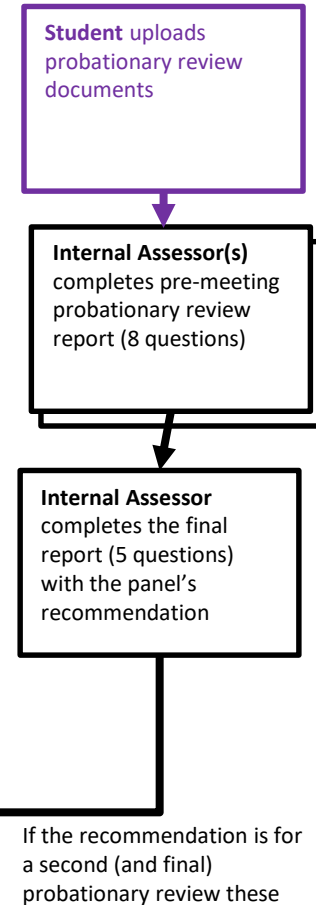 Student uploads
probationary review
documents
Internal Assessor(s)
completes pre-meeting
probationary review
report (8 questions)
Internal Assessor
completes the final
report (5 questions)
with the panel’s
recommendation
If the recommendation is for
a second (and final)
probationary review these